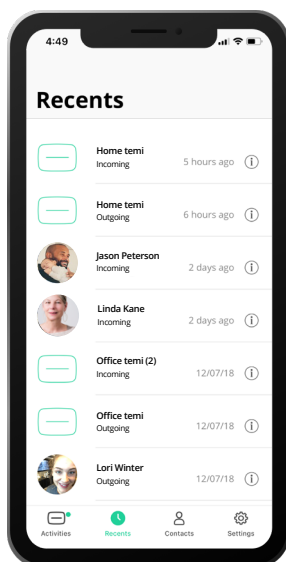 4:49
Recents
Home temi
Incoming
5 hours ago
Home temi
Outgoing
6 hours ago
Jason Peterson
Incoming
2 days ago
Linda Kane
Incoming
2 days ago
Office temi (2)
Incoming
12/07/18
Office temi
Outgoing
12/07/18
Lori Winter
Outgoing
12/07/18
Activities
Recents
Contacts
Settings